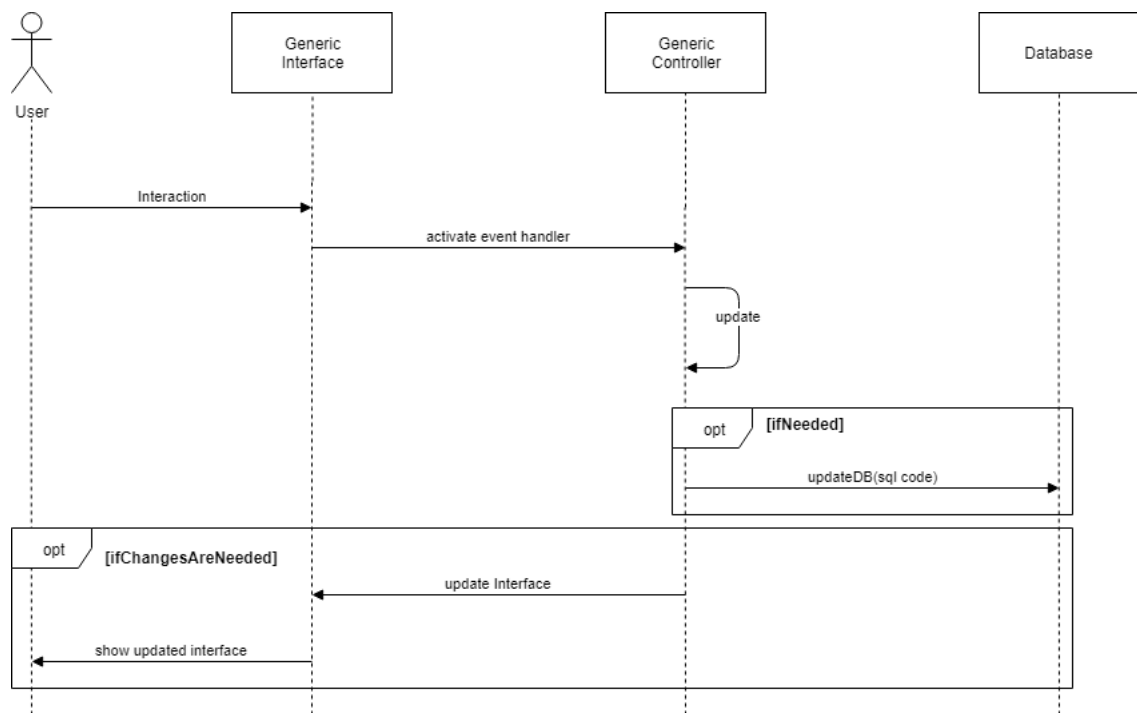 User
Generic
Interface
Generic
Controller
Database
Interaction
activate event handler
update
opt
[ifNeeded]
updateDB(sql code)
opt
[ifChangesAreNeeded]
update Interface
show updated interface